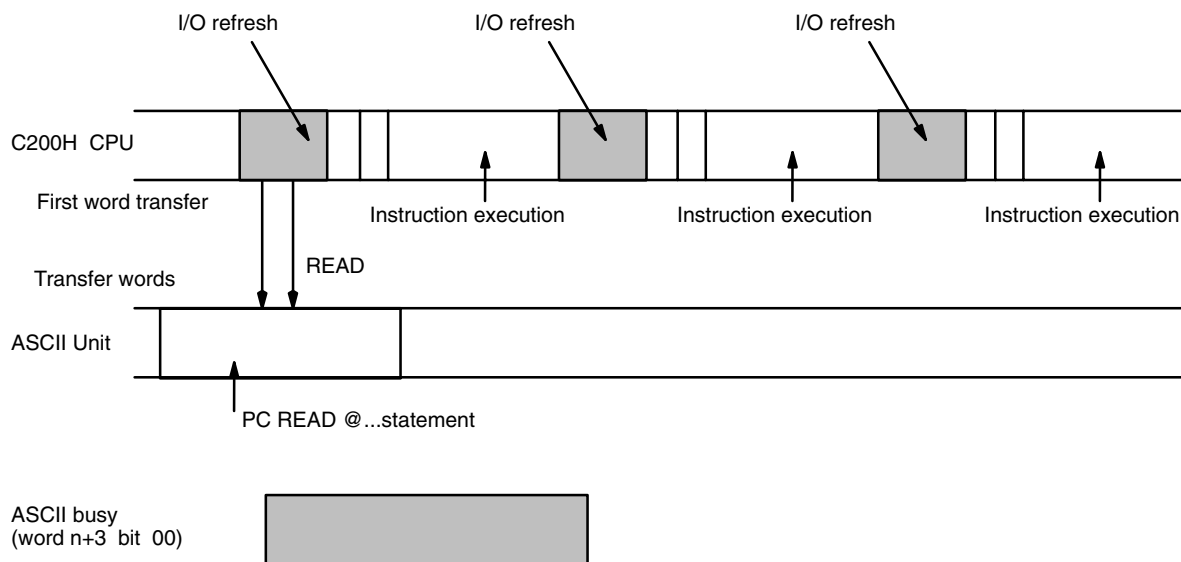 I/O refresh
I/O refresh
I/O refresh
C200H CPU
First word transfer
Instruction execution
Instruction execution
Instruction execution
READ
Transfer words
ASCII Unit
PC READ @...statement
ASCII busy
(word n+3 bit 00)